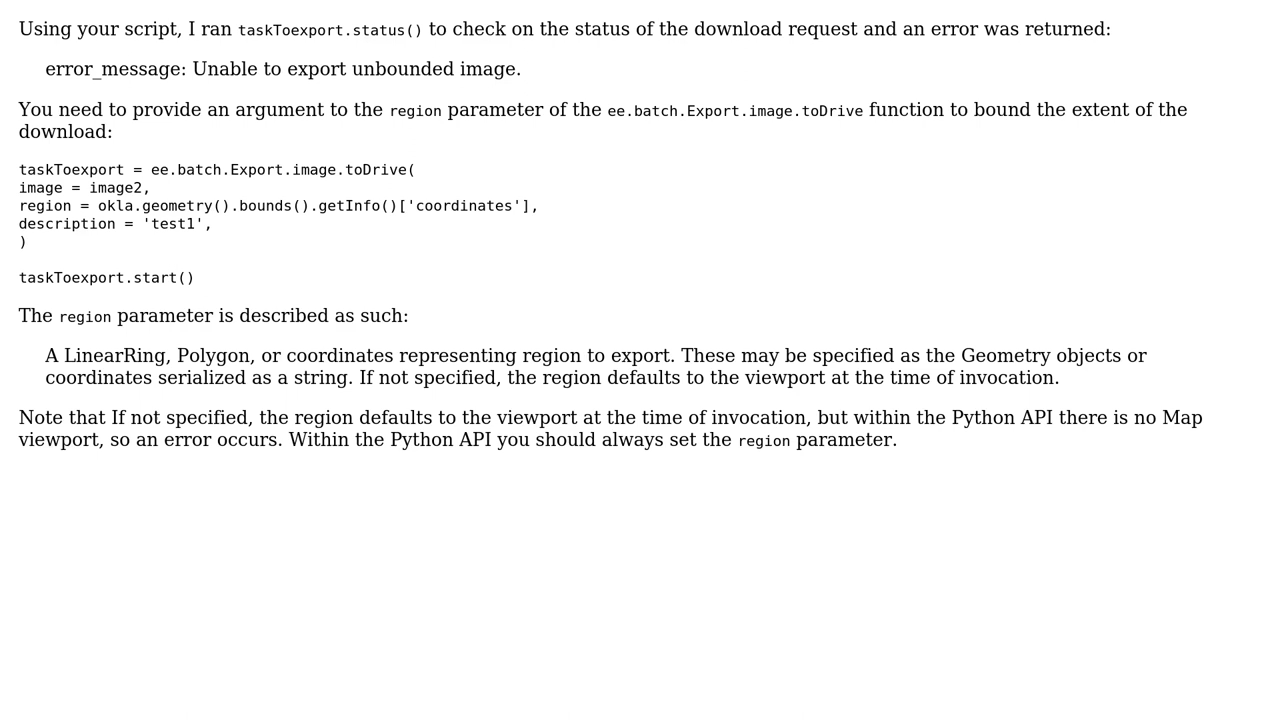 Using your script, I ran taskToexport.status() to check on the status of the download request and an error was returned:
error_message: Unable to export unbounded image.
You need to provide an argument to the region parameter of the ee.batch.Export.image.toDrive function to bound the extent of the
download:
taskToexport = ee.batch.Export.image.toDrive(
image = image2,
region = okla.geometry().bounds().getInfo()['coordinates'],
description = 'test1',
)
taskToexport.start()
The region parameter is described as such:
A LinearRing, Polygon, or coordinates representing region to export. These may be specified as the Geometry objects or
coordinates serialized as a string. If not specified, the region defaults to the viewport at the time of invocation.
Note that If not specified, the region defaults to the viewport at the time of invocation, but within the Python API there is no Map
viewport, so an error occurs. Within the Python API you should always set the region parameter.